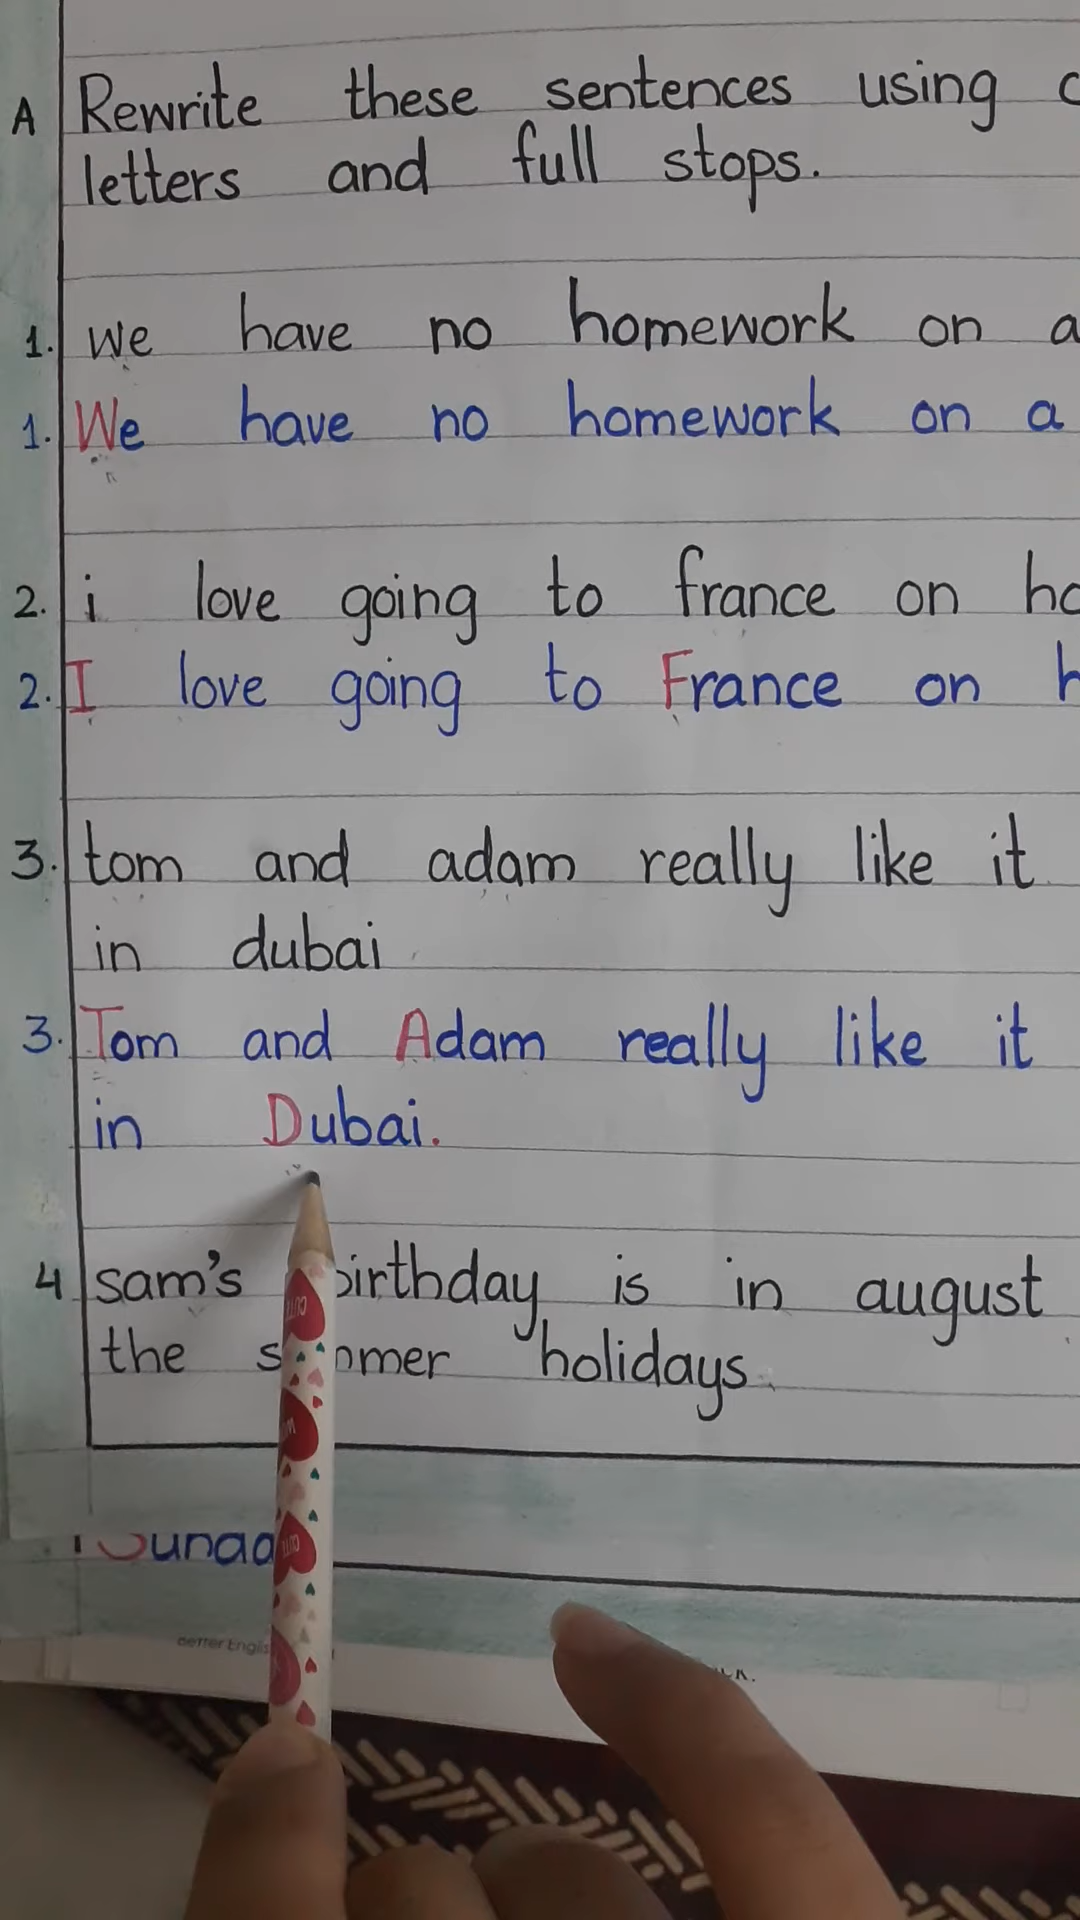 A Rewrite these sentences using
letters and full stops.
1. we have no homework on a
1. We have no homework on a
2. i love going to france on
2. I love going to France on
3. tom and adam really like it
in dubai
3. Tom and Adam really like it
in Dubai.
4 sam's birthday is in august
the summer holidays